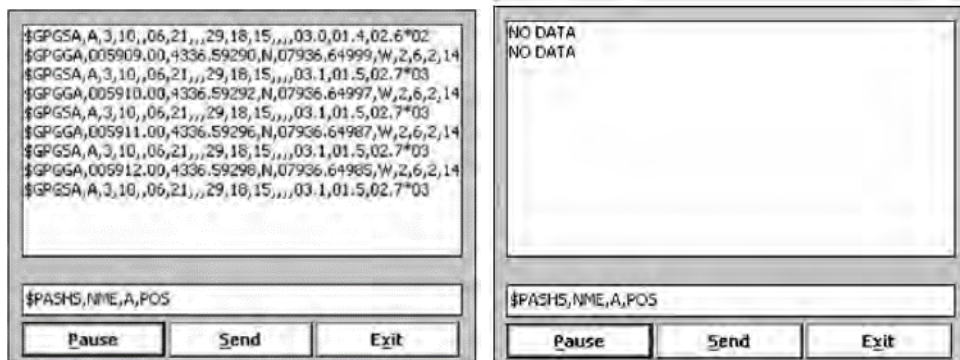 $GPGSA,A,3,10,,06,21,,,29,18,15,,,,03.0,01.4,02.6*02
$GPGGA,005909.00,4336.59290,N,07936.64999,W,2,6,2,14
$GPGSA,A,3,10,,06,21,,,29,18,15,,,,03.1,01.5,02.7*03
$GPGGA,005910.00,4336.59292,N,07936.64997,W,2,6,2,14
$GPGSA,A,3,10,,06,21,,,29,18,15,,,,03.1,01.5,02.7*03
$GPGGA,005911.00,4336.59296,N,07936.64987,W,2,6,2,14
$GPGSA,A,3,10,,06,21,,,29,18,15,,,,03.1,01.5,02.7*03
$GPGGA,005912.00,4336.59298,N,07936.64985,W,2,6,2,14
$GPGSA,A,3,10,,06,21,,,29,18,15,,,,03.1,01.5,02.7*03
$PASHS,NME,A,POS
Pause Send Exit
NO DATA
NO DATA
$PASHS,NME,A,POS
Pause Send Exit